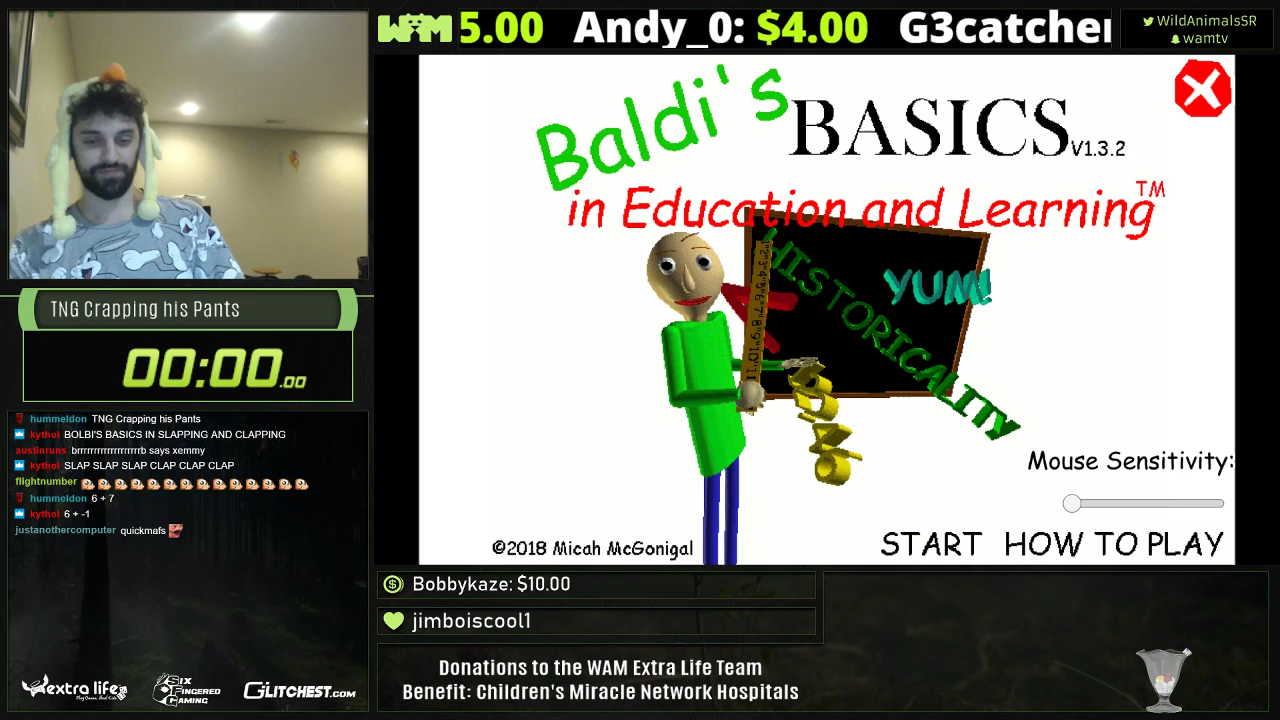 WAM 5.00 Andy_0: $4.00 G3catcher
WildAnimalsSR
wamtv
Baldi's
BASICS
V1.3.2
in Education and Learning™
HISTORICALITY
YUM!
TNG Crapping his Pants
00:00.00
hummeldon TNG Crapping his Pants
kythol BOLBI'S BASICS IN SLAPPING AND CLAPPING
austinruns brrrrrrrrrrrrrrrrrrb says xemmy
kythol SLAP SLAP SLAP CLAP CLAP CLAP
flightnumber
hummeldon 6 + 7
kythol 6 + -1
justanothercomputer quickmafs
Mouse Sensitivity:
©2018 Micah McGonigal
START HOW TO PLAY
Bobbykaze: $10.00
jimboiscool1
Donations to the WAM Extra Life Team
Benefit: Children's Miracle Network Hospitals
extra life
SIX
FINGERED
GAMING
GLITCHEST.COM